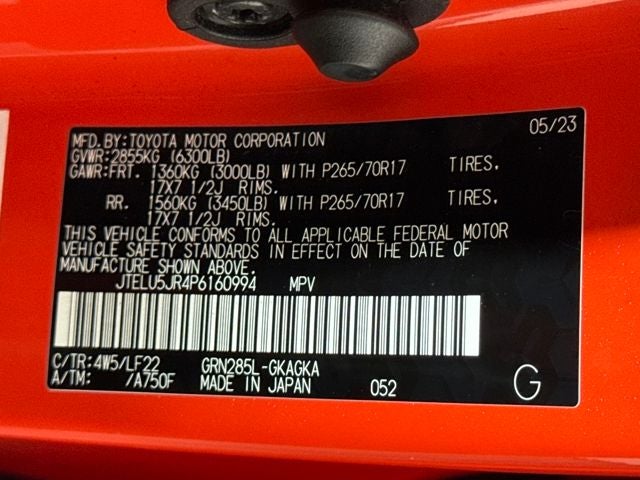 MFD.BY:TOYOTA MOTOR CORPORATION 05/23
GVWR:2855KG (6300LB)
GAWR:FRT. 1360KG (3000LB) WITH P265/70R17 TIRES,
17X7 1/2J RIMS.
RR. 1560KG (3450LB) WITH P265/70R17 TIRES,
17X7 1/2J RIMS.
THIS VEHICLE CONFORMS TO ALL APPLICABLE FEDERAL MOTOR
VEHICLE SAFETY STANDARDS IN EFFECT ON THE DATE OF
MANUFACTURE SHOWN ABOVE.
JTELU5JR4P6160994 MPV
C/TR:4W5/LF22 GRN285L-GKAGKA
A/TM: /A750F MADE IN JAPAN 052 G